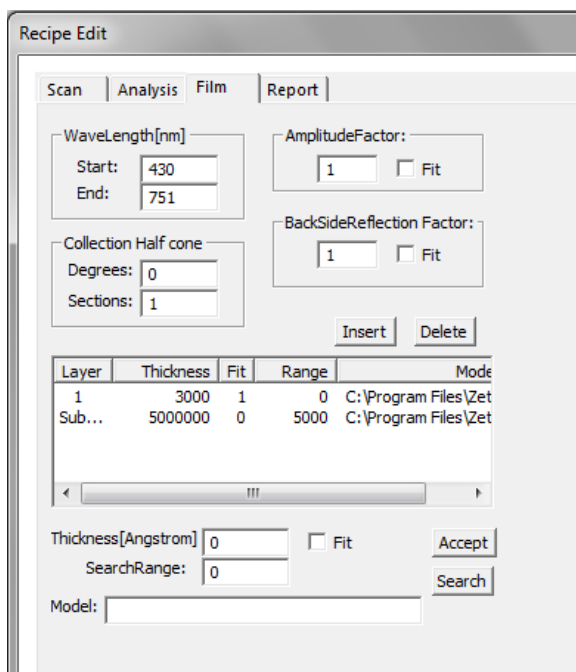 Recipe Edit
Scan Analysis Film Report
WaveLength[nm]
Start: 430
End: 751
AmplitudeFactor:
1 Fit
Collection Half cone
Degrees: 0
Sections: 1
BackSideReflection Factor:
1 Fit
Insert Delete
Layer Thickness Fit Range Mode
1 3000 1 0 C:\Program Files\Zet
Sub... 5000000 0 5000 C:\Program Files\Zet
Thickness[Angstrom] 0 Fit Accept
SearchRange: 0 Search
Model: